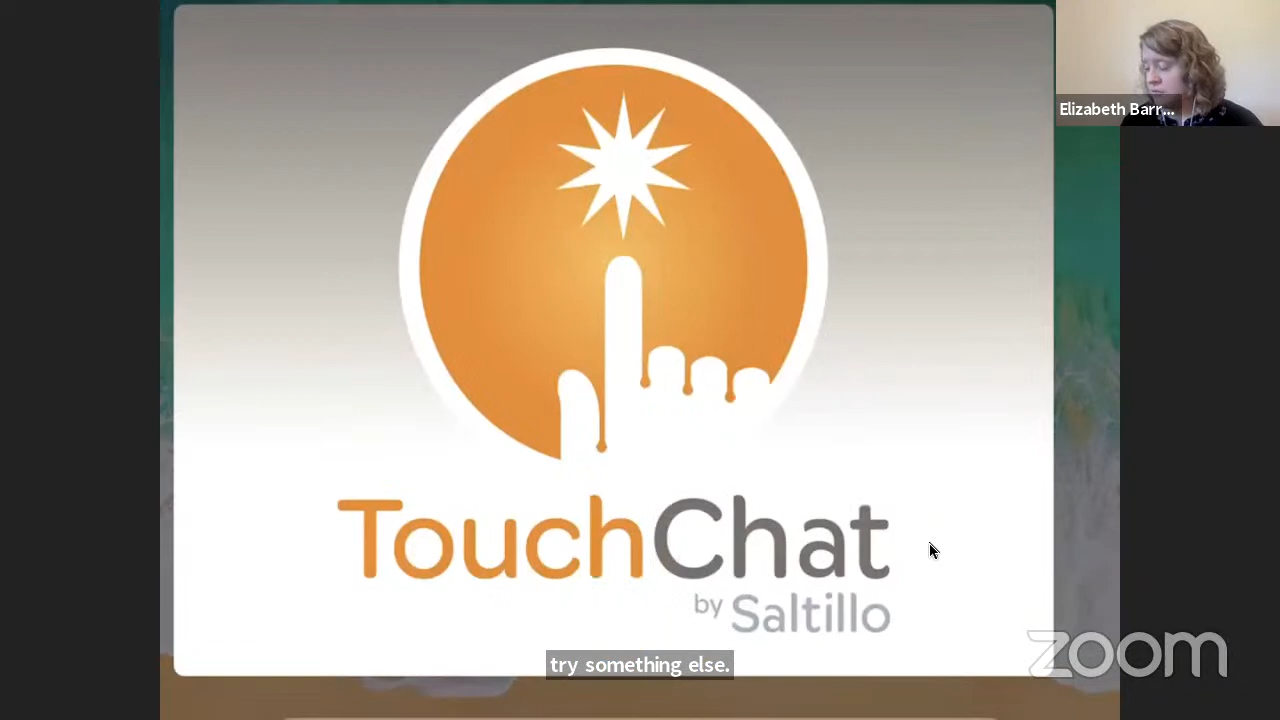 Elizabeth Barr...
TouchChat
by Saltillo
try something else.
zoom